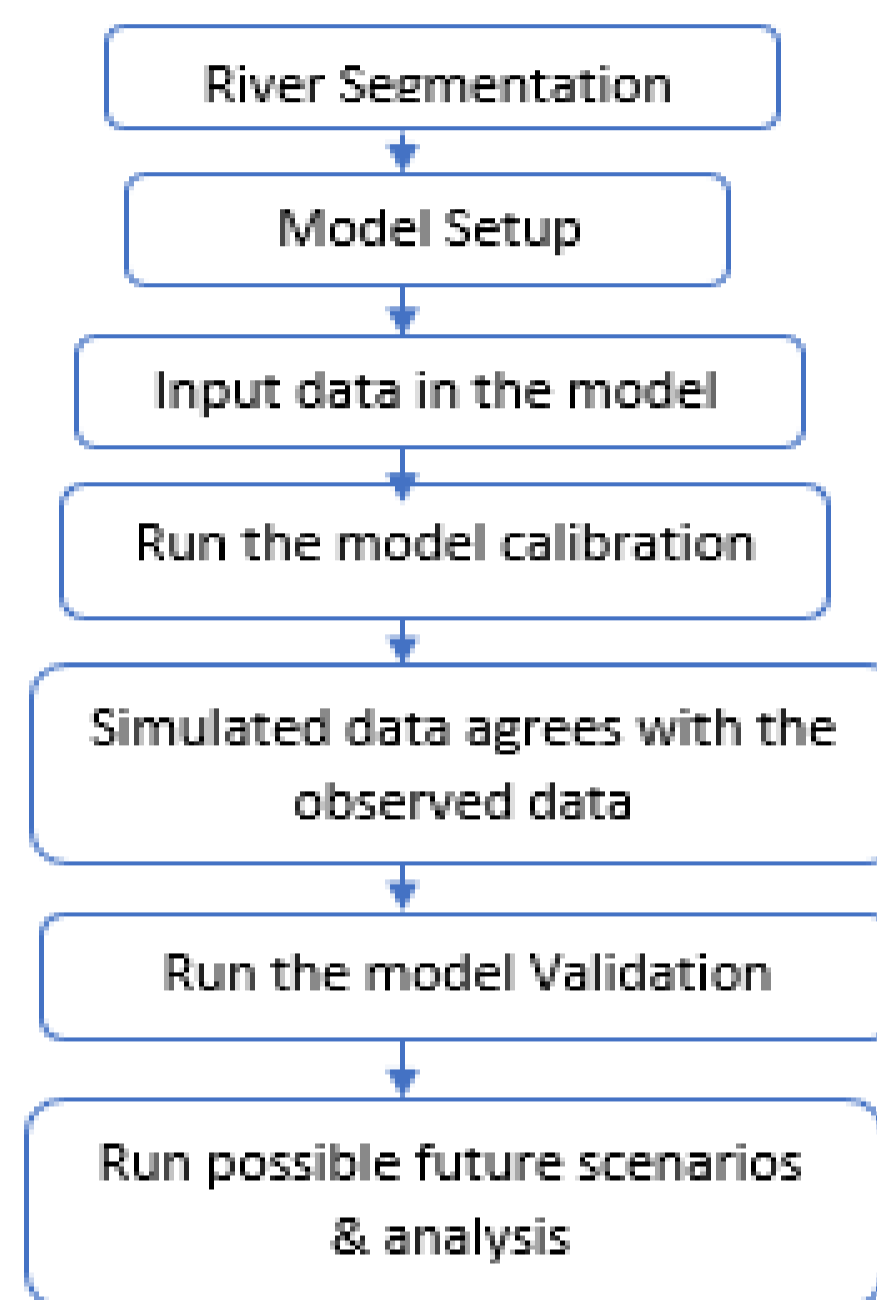 River Segmentation
Model Setup
Input data in the model
Run the model calibration
Simulated data agrees with the
observed data
Run the model Validation
Run possible future scenarios
& analysis